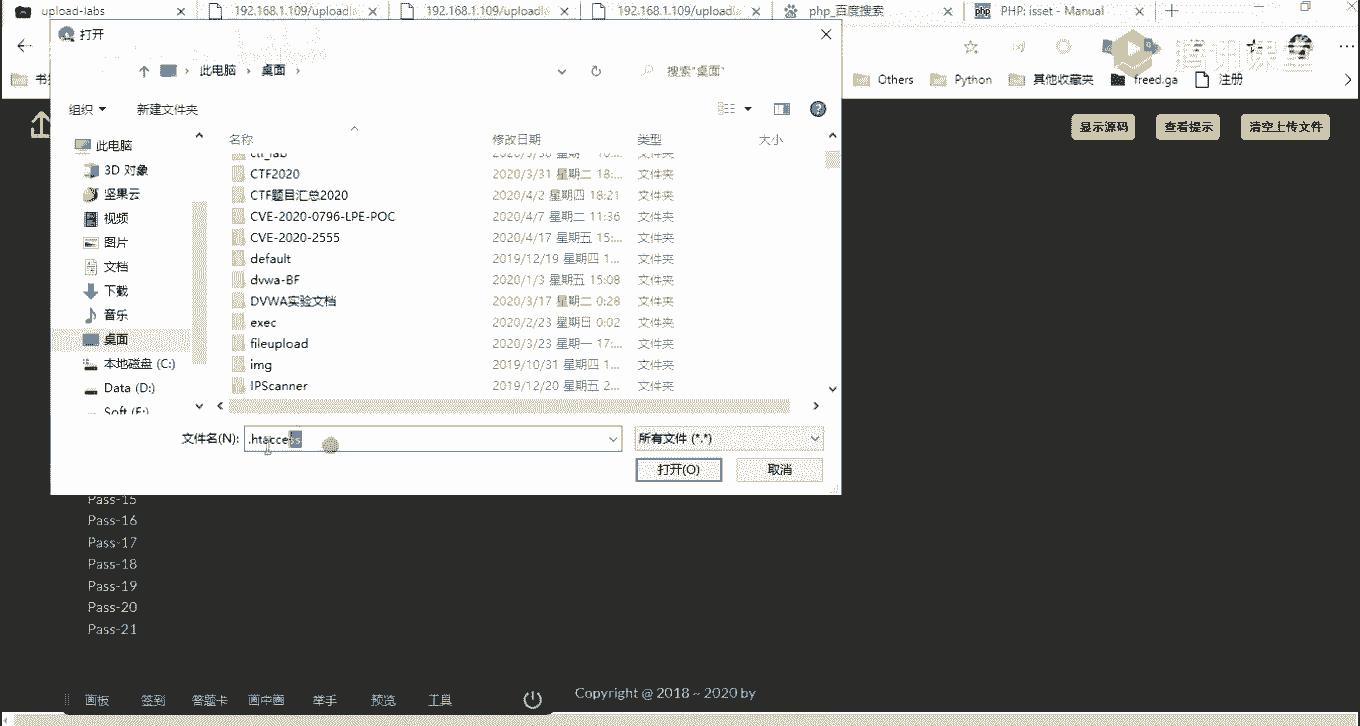 upload-labs
192.168.1.109/upload
192.168.1.109/upload
192.168.1.109/upload
php_百度搜索
PHP: isset - Manual
打开
此电脑 › 桌面 ›
搜索"桌面"
Others
Python
其他收藏夹
freed.ga
注册
腾讯课堂
组织
新建文件夹
显示源码
查看提示
清空上传文件
名称
修改日期
类型
大小
此电脑
3D 对象
坚果云
视频
图片
文档
下载
音乐
桌面
本地磁盘 (C:)
Data (D:)
Soft (E:)
ctf_lab
文件夹
CTF2020 2020/3/31 星期二 18:... 文件夹
CTF题目汇总2020 2020/4/2 星期四 18:21 文件夹
CVE-2020-0796-LPE-POC 2020/4/7 星期二 11:36 文件夹
CVE-2020-2555 2020/4/17 星期五 15:... 文件夹
default 2019/12/19 星期四 1... 文件夹
dvwa-BF 2020/1/3 星期五 15:08 文件夹
DVWA实验文档 2020/3/17 星期二 0:28 文件夹
exec 2020/2/23 星期日 0:02 文件夹
fileupload 2020/3/23 星期一 17:... 文件夹
img 2019/10/31 星期四 1... 文件夹
IPScanner 2019/12/20 星期五 2... 文件夹
文件名(N): .htaccess
所有文件 (*.*)
打开(O)
取消
Pass-15
Pass-16
Pass-17
Pass-18
Pass-19
Pass-20
Pass-21
画板
签到
答题卡
画中画
举手
预览
工具
Copyright @ 2018 ~ 2020 by